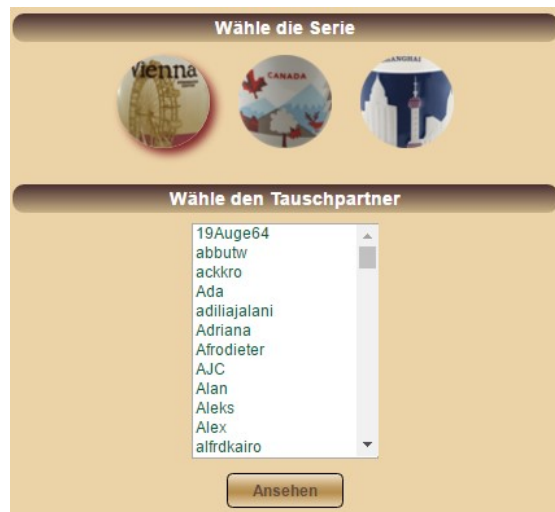 Wähle die Serie
Vienna
CANADA
SHANGHAI
Wähle den Tauschpartner
19Auge64
abbutw
ackkro
Ada
adiliajalani
Adriana
Afrodieter
AJC
Alan
Aleks
Alex
alfrdkairo
Ansehen